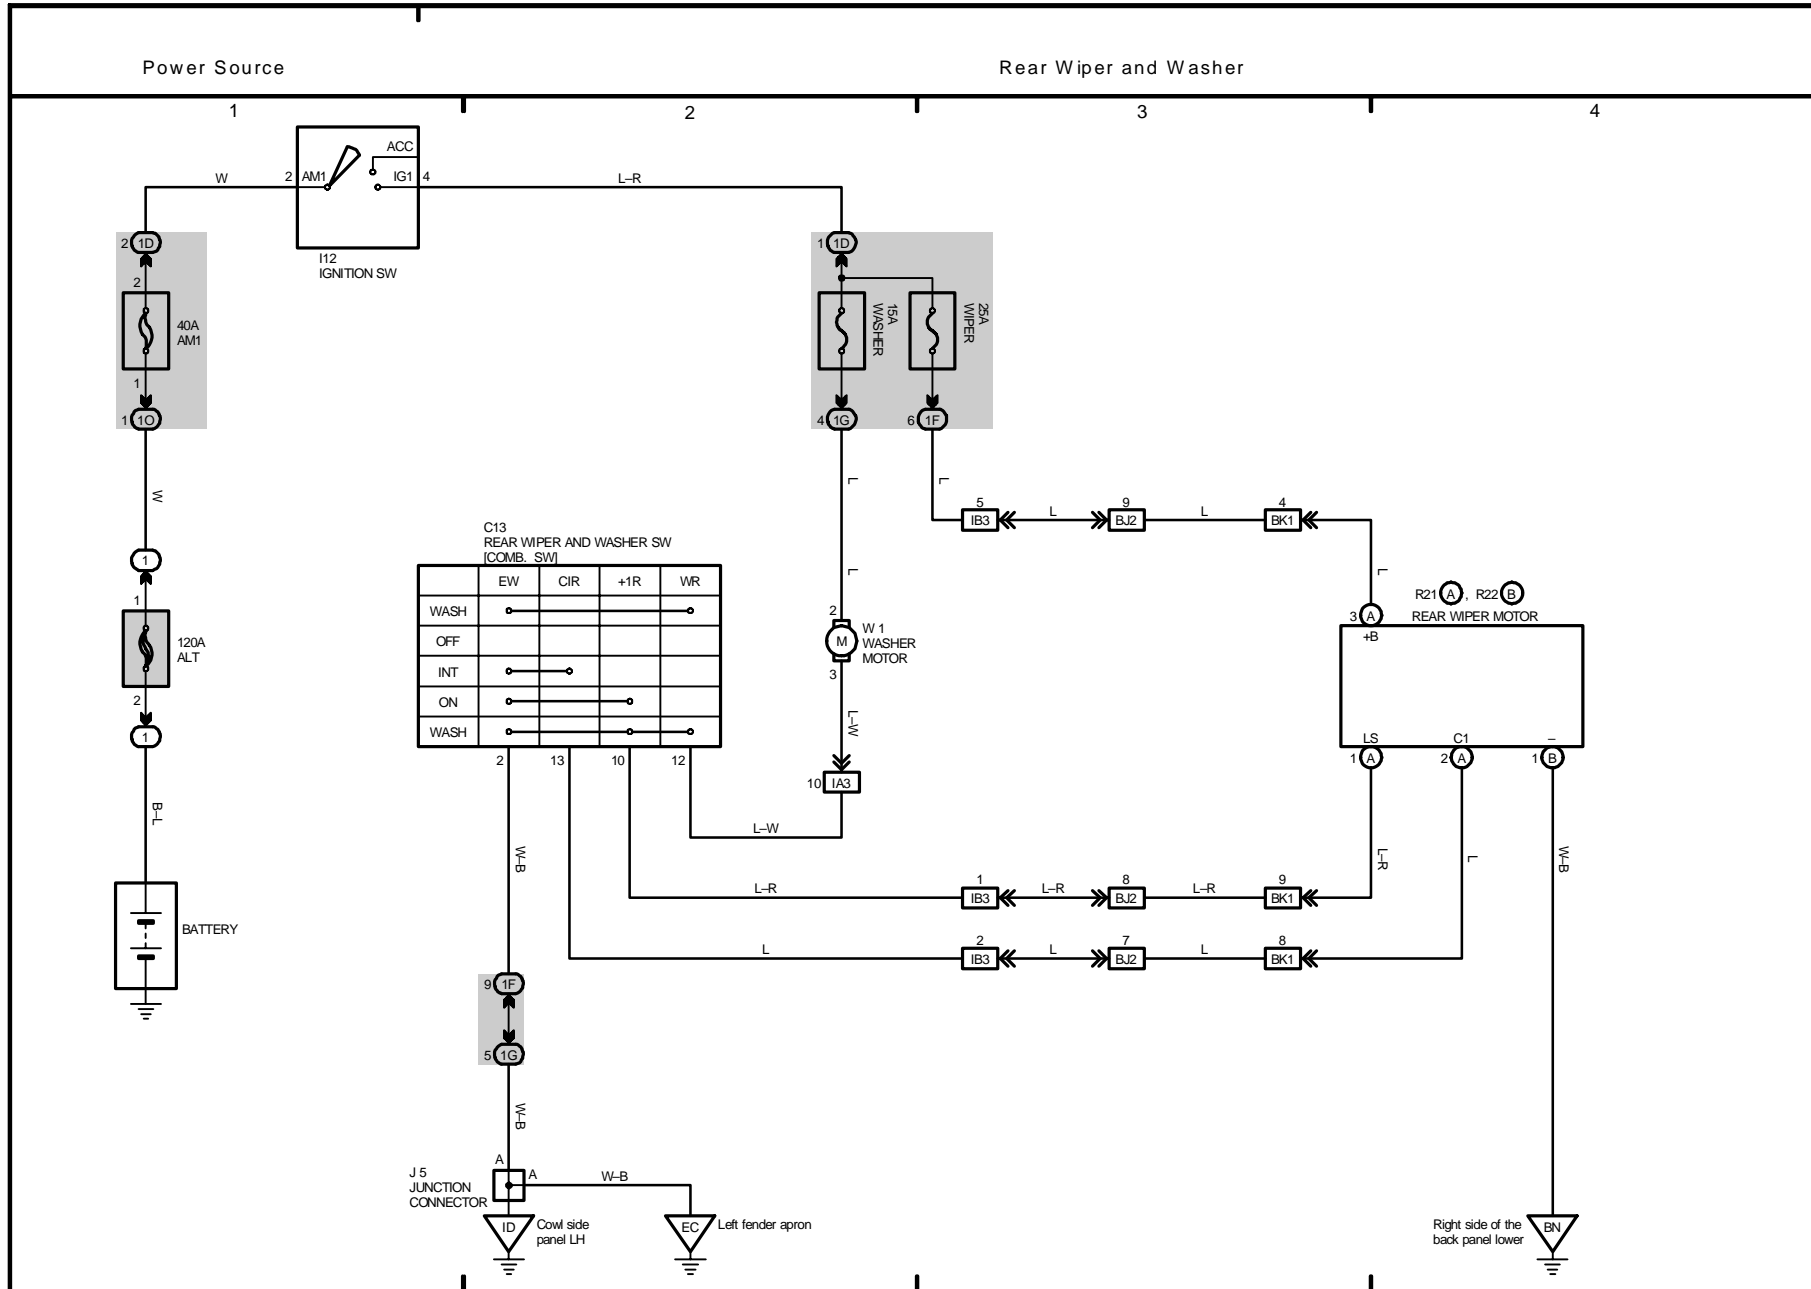 Power Source
Rear Wiper and Washer
1
2
3
4
ACC
W
2
AM1
IG1
4
L–R
I12
IGNITION SW
2
1D
2
40A
AM1
1
1
1O
W
1
1
120A
ALT
2
1
B–L
BATTERY
1
1D
15A
WASHER
25A
WIPER
4
1G
6
1F
L
L
5
IB3
L
9
BJ2
L
4
BK1
L
C13
REAR WIPER AND WASHER SW
[COMB. SW]
EW
CIR
+1R
WR
WASH
OFF
INT
ON
WASH
2
13
10
12
L
2
M
W 1
WASHER
MOTOR
3
L–W
10
IA3
L–W
R21
A
, R22
B
3
A
REAR WIPER MOTOR
+B
LS
C1
–
1
A
2
A
1
B
W–B
L–R
1
IB3
L–R
8
BJ2
L–R
9
BK1
L–R
L
W–B
L
2
IB3
L
7
BJ2
L
8
BK1
9
1F
5
1G
W–B
A
J 5
JUNCTION
CONNECTOR
A
W–B
ID
Cowl side
panel LH
EC
Left fender apron
Right side of the
back panel lower
BN